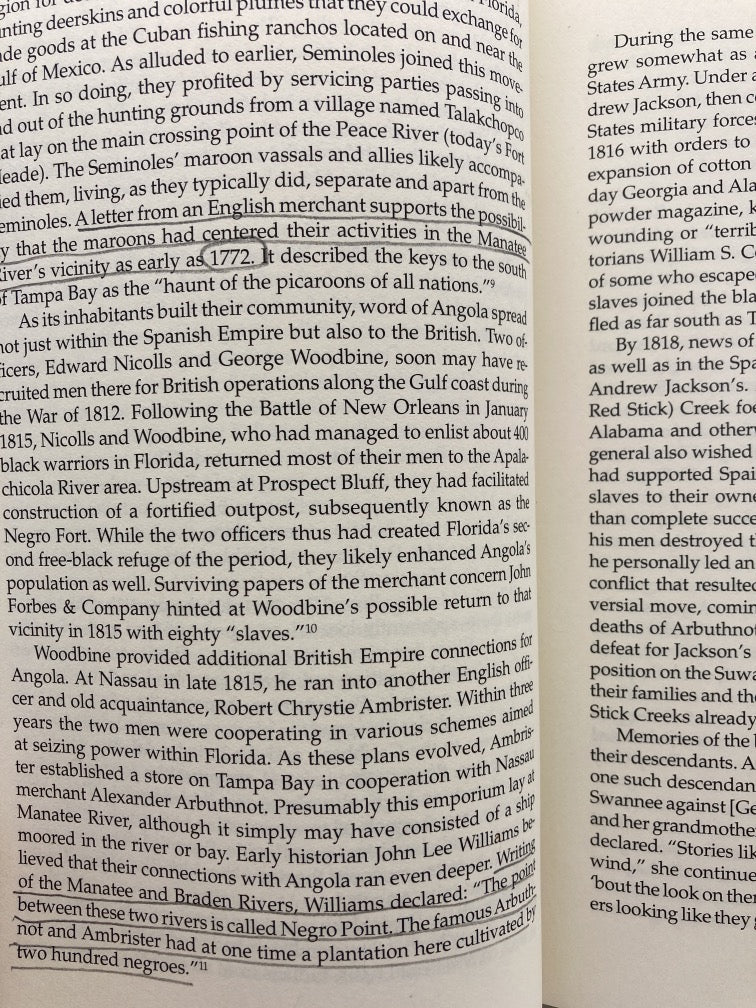 nting deerskins and colorful plumes that they could exchange for
de goods at the Cuban fishing ranchos located on and near the
ulf of Mexico. As alluded to earlier, Seminoles joined this move-
ent. In so doing, they profited by servicing parties passing into
d out of the hunting grounds from a village named Talakchopco
at lay on the main crossing point of the Peace River (today's Fort
eade). The Seminoles' maroon vassals and allies likely accompa-
ied them, living, as they typically did, separate and apart from the
eminoles. A letter from an English merchant supports the possibil-
y that the maroons had centered their activities in the Manatee
River's vicinity as early as 1772. It described the keys to the south
of Tampa Bay as the "haunt of the picaroons of all nations."9
As its inhabitants built their community, word of Angola spread
not just within the Spanish Empire but also to the British. Two of-
ficers, Edward Nicolls and George Woodbine, soon may have re-
cruited men there for British operations along the Gulf coast during
the War of 1812. Following the Battle of New Orleans in January
1815, Nicolls and Woodbine, who had managed to enlist about 400
black warriors in Florida, returned most of their men to the Apala-
chicola River area. Upstream at Prospect Bluff, they had facilitated
construction of a fortified outpost, subsequently known as the
Negro Fort. While the two officers thus had created Florida's sec-
ond free-black refuge of the period, they likely enhanced Angola's
population as well. Surviving papers of the merchant concern John
Forbes & Company hinted at Woodbine's possible return to that
vicinity in 1815 with eighty "slaves."10
Woodbine provided additional British Empire connections for
Angola. At Nassau in late 1815, he ran into another English offi-
cer and old acquaintance, Robert Chrystie Ambrister. Within three
years the two men were cooperating in various schemes aimed
at seizing power within Florida. As these plans evolved, Ambris-
ter established a store on Tampa Bay in cooperation with Nassau
merchant Alexander Arbuthnot. Presumably this emporium lay at
Manatee River, although it simply may have consisted of a ship
moored in the river or bay. Early historian John Lee Williams be-
lieved that their connections with Angola ran even deeper. Writing
of the Manatee and Braden Rivers, Williams declared: "The point
between these two rivers is called Negro Point. The famous Arbuth-
not and Ambrister had at one time a plantation here cultivated by
two hundred negroes."11
During the same
grew somewhat as
States Army. Under
drew Jackson, then
States military forces
1816 with orders to
expansion of cotton
day Georgia and Ala
powder magazine, k
wounding or "terrib
torians William S. Co
of some who escape
slaves joined the bla
fled as far south as T
By 1818, news of
as well as in the Spa
Andrew Jackson's.
Red Stick) Creek foe
Alabama and otherw
general also wished
had supported Spai
slaves to their owne
than complete succe
his men destroyed t
he personally led an
conflict that resulted
versial move, comin
deaths of Arbuthnot
defeat for Jackson's
position on the Suwa
their families and the
Stick Creeks already
Memories of the
their descendants. A
one such descendan
Swannee against [Ge
and her grandmothe
declared. "Stories lik
wind," she continue
'bout the look on then
ers looking like they